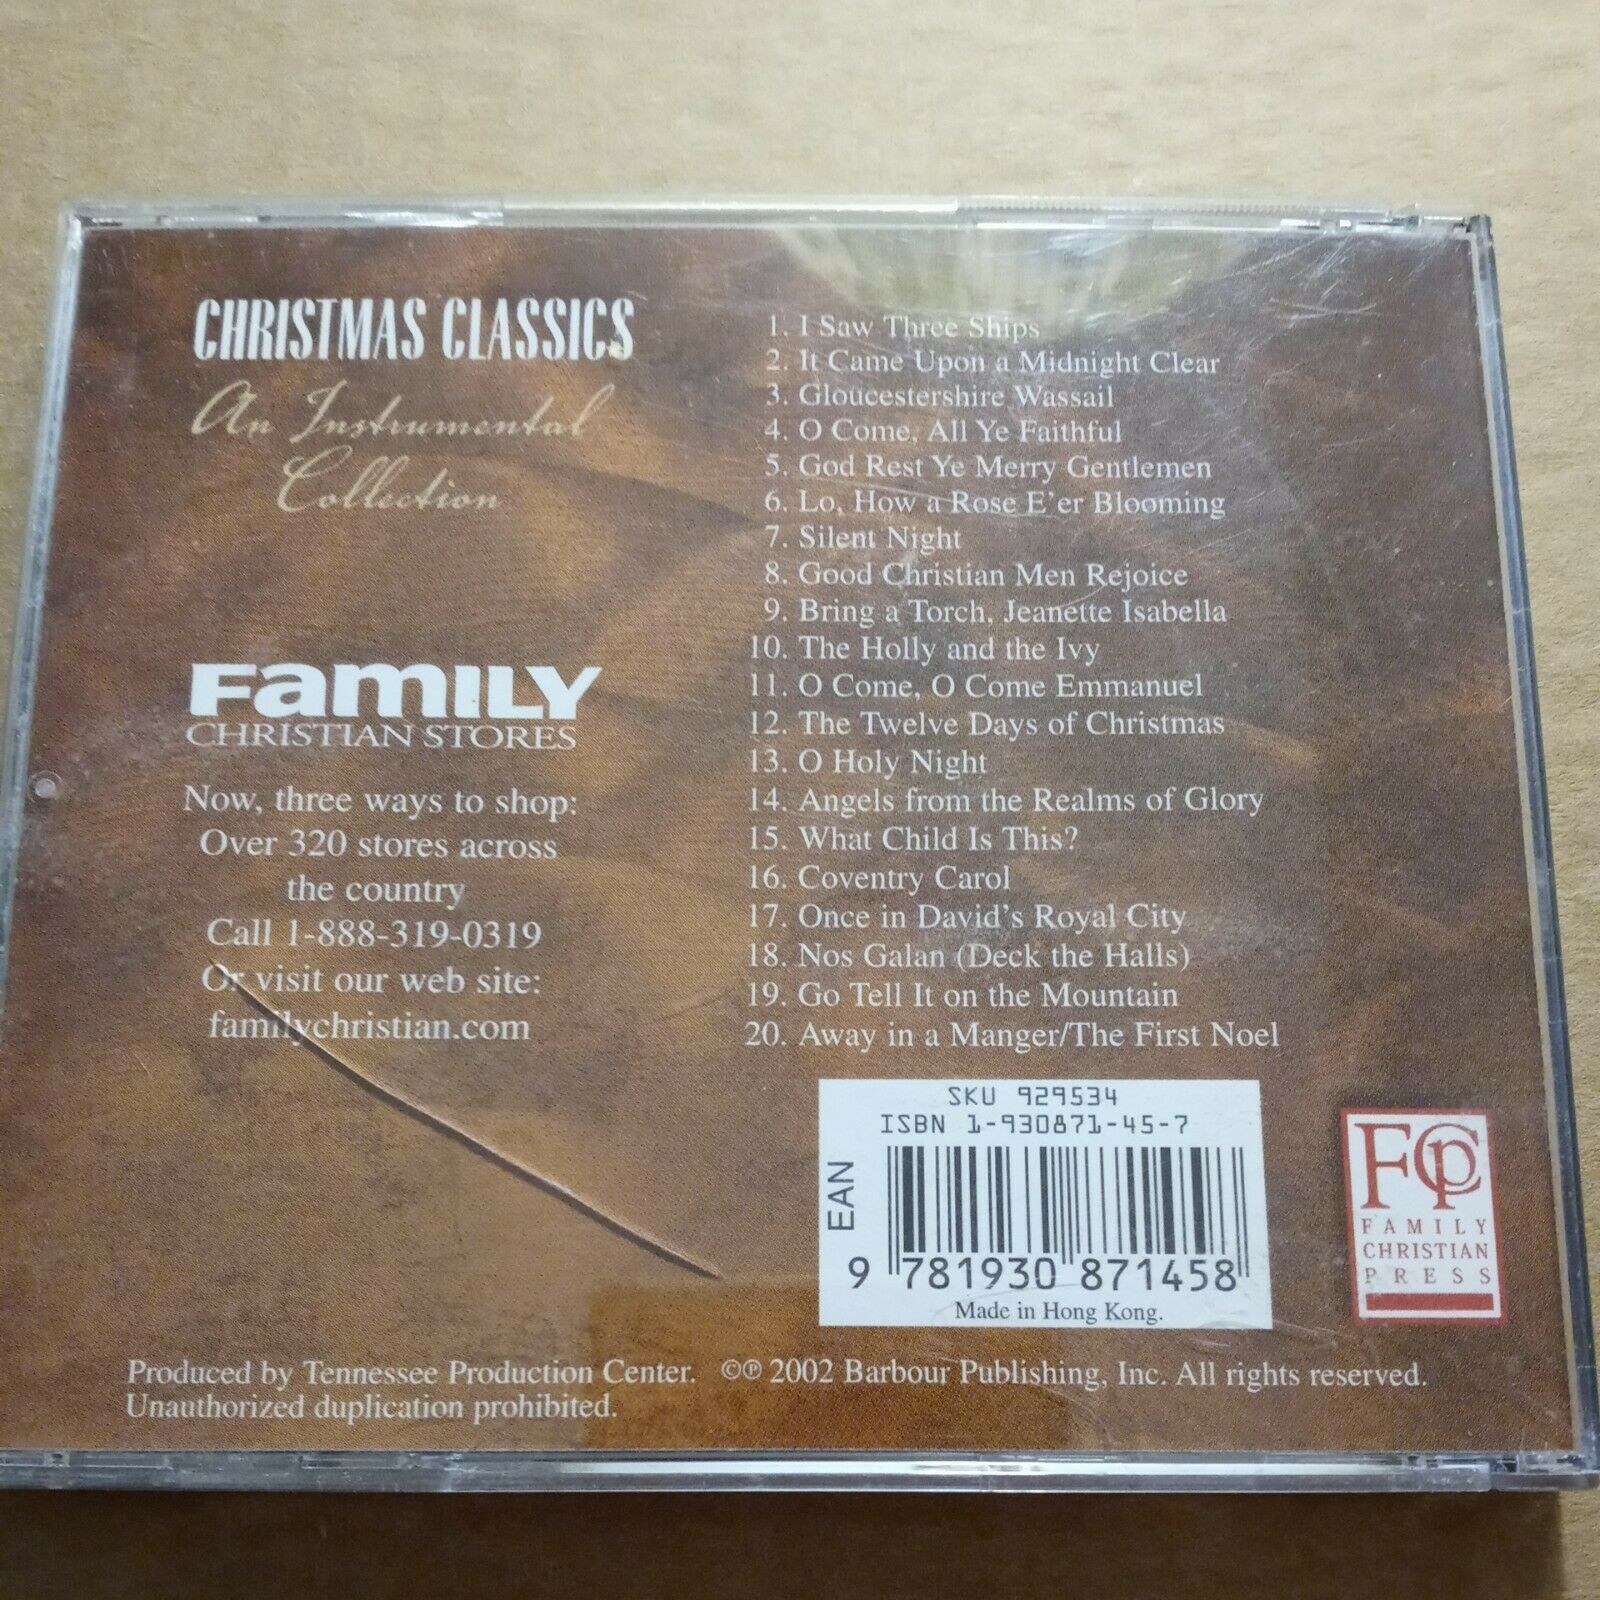 CHRISTMAS CLASSICS
An Instrumental
Collection
FAMILY
CHRISTIAN STORES
Now, three ways to shop:
Over 320 stores across
the country
Call 1-888-319-0319
Or visit our web site:
familychristian.com
1. I Saw Three Ships
2. It Came Upon a Midnight Clear
3. Gloucestershire Wassail
4. O Come, All Ye Faithful
5. God Rest Ye Merry Gentlemen
6. Lo, How a Rose E'er Blooming
7. Silent Night
8. Good Christian Men Rejoice
9. Bring a Torch, Jeanette Isabella
10. The Holly and the Ivy
11. O Come, O Come Emmanuel
12. The Twelve Days of Christmas
13. O Holy Night
14. Angels from the Realms of Glory
15. What Child Is This?
16. Coventry Carol
17. Once in David's Royal City
18. Nos Galan (Deck the Halls)
19. Go Tell It on the Mountain
20. Away in a Manger/The First Noel
SKU 929534
ISBN 1-930871-45-7
EAN
9 781930 871458
Made in Hong Kong.
FCP
FAMILY
CHRISTIAN
PRESS
Produced by Tennessee Production Center. ©℗ 2002 Barbour Publishing, Inc. All rights reserved.
Unauthorized duplication prohibited.